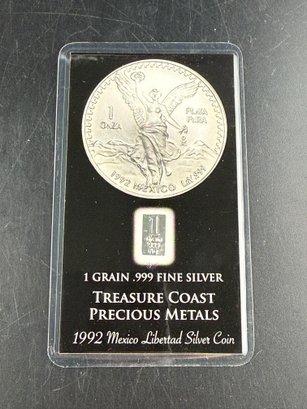 1
ONZA
PLATA
PURA
1992 MEXICO LEY .999
1
1 GRAIN .999 FINE SILVER
TREASURE COAST
PRECIOUS METALS
1992 Mexico Libertad Silver Coin